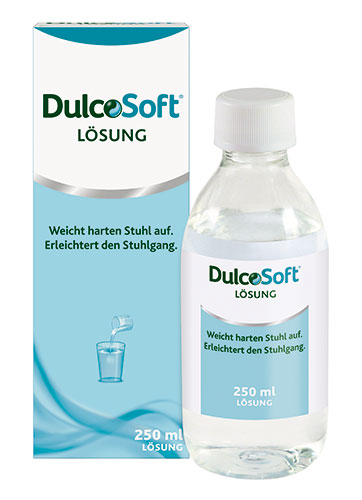 DulcoSoft®
LÖSUNG
Weicht harten Stuhl auf.
Erleichtert den Stuhlgang.
250 ml
LÖSUNG
DulcoSoft®
LÖSUNG
Weicht harten Stuhl auf.
Erleichtert den Stuhlgang.
250 ml
LÖSUNG